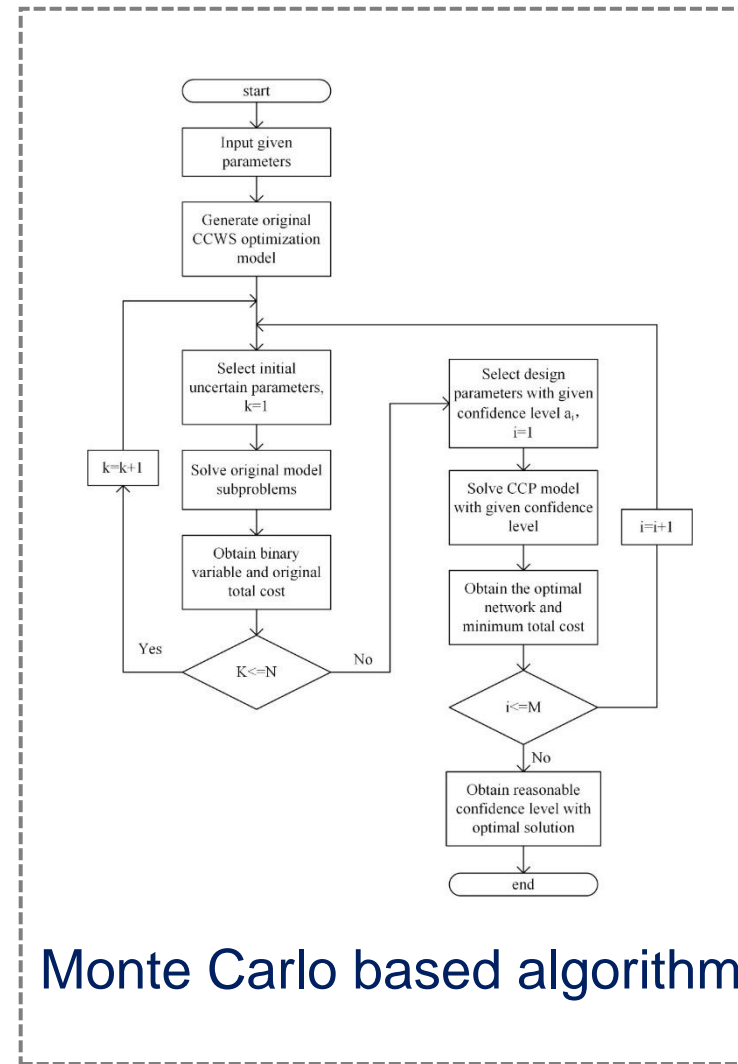 start
Input given
parameters
Generate original
CCWS optimization
model
Select initial
uncertain parameters,
k=1
k=k+1
Solve original model
subproblems
Obtain binary
variable and original
total cost
Yes
K<=N
No
Select design
parameters with given
confidence level aᵢ,
i=1
Solve CCP model
with given confidence
level
i=i+1
Obtain the optimal
network and
minimum total cost
i<=M
No
Obtain reasonable
confidence level with
optimal solution
end
Monte Carlo based algorithm